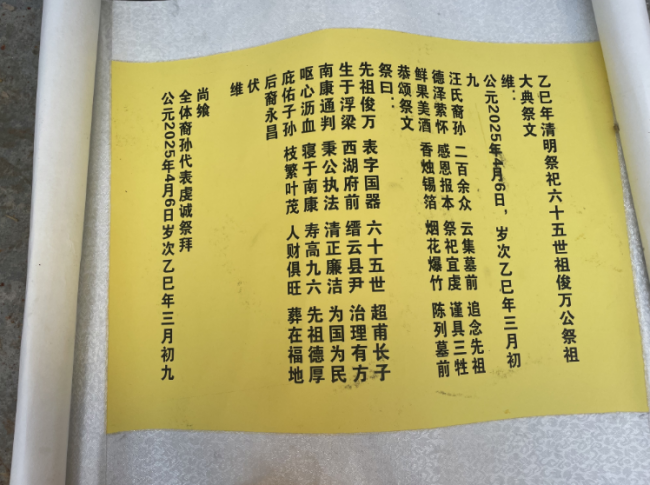 乙巳年清明祭祀六十五世祖俊万公祭祖
大典祭文
维：
公元2025年4月6日，岁次乙巳年三月初
九
汪氏裔孙 二百余众 云集墓前 追念先祖
德泽萦怀 感恩报本 祭祀宜虔 谨具三牲
鲜果美酒 香烛锡箔 烟花爆竹 陈列墓前
恭颂祭文
祭曰：
先祖俊万 表字国器 六十五世 超甫长子
生于浮梁 西湖府前 缙云县尹 治理有方
南康通判 秉公执法 清正廉洁 为国为民
呕心沥血 寝于南康 寿高九六 先祖德厚
庇佑子孙 枝繁叶茂 人财俱旺 葬在福地
后裔永昌
伏
维
尚飨
全体裔孙代表虔诚祭拜
公元2025年4月6日岁次乙巳年三月初九